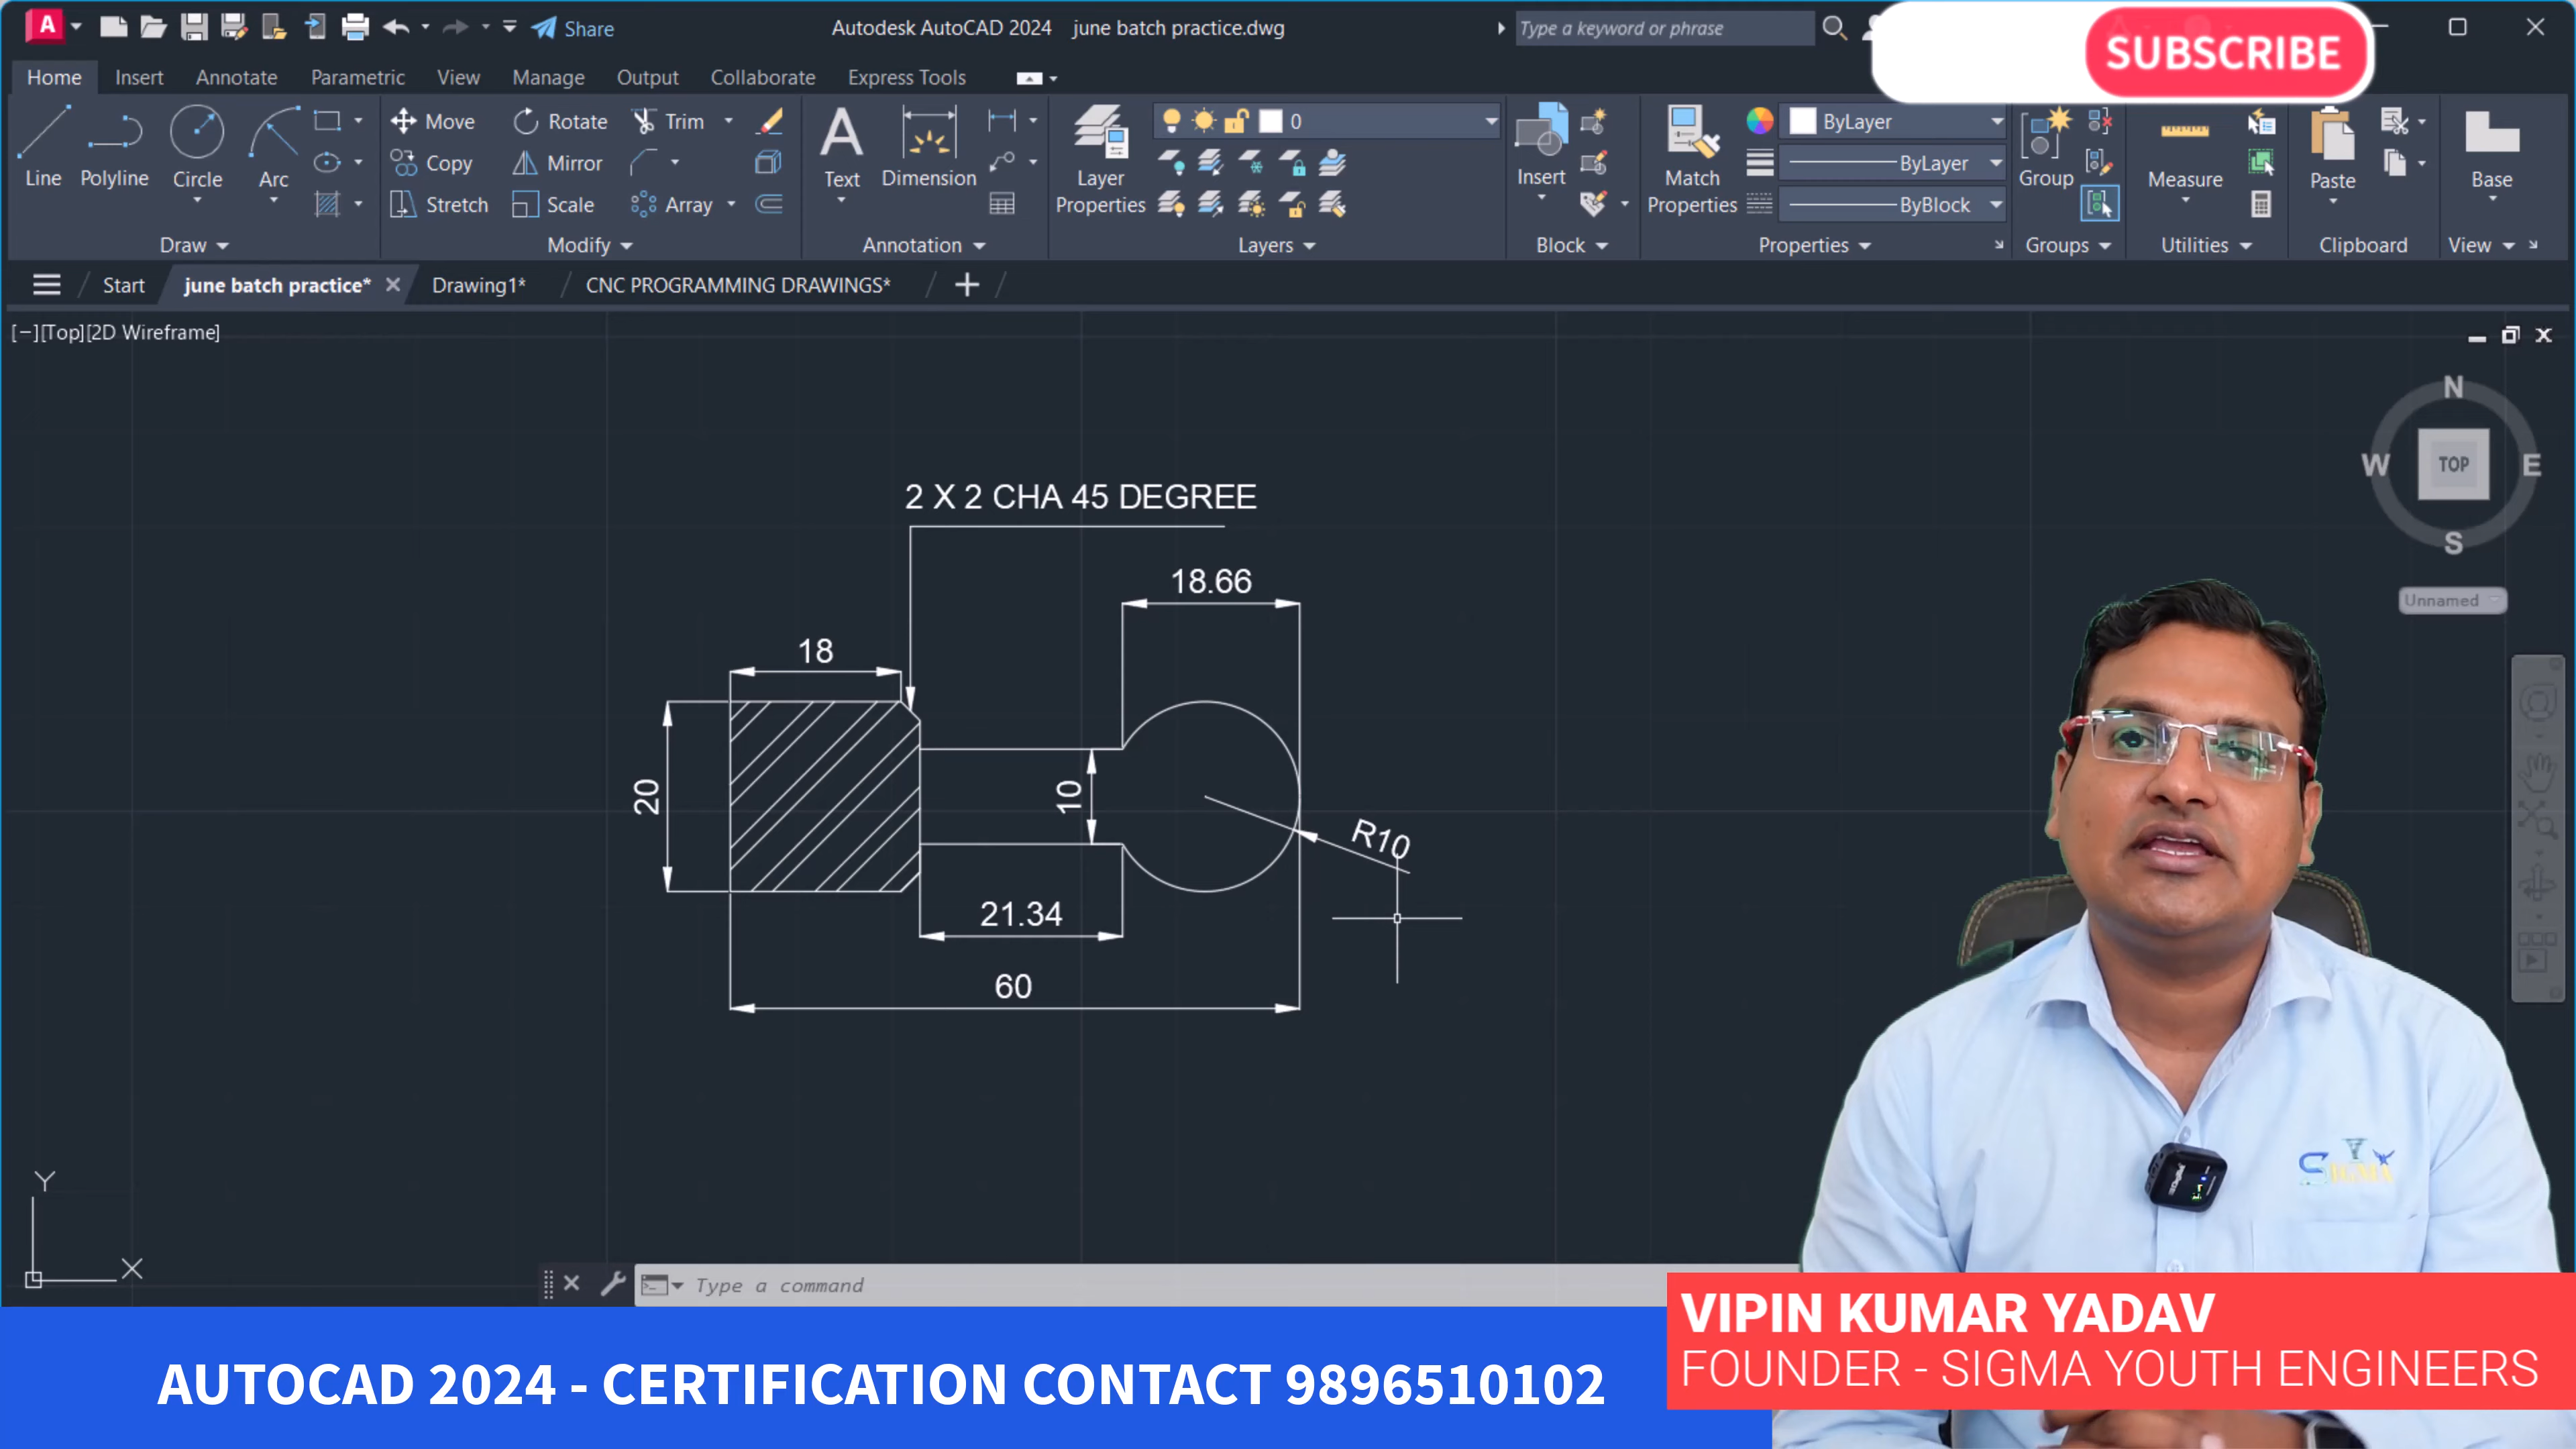 A
Share
Autodesk AutoCAD 2024 june batch practice.dwg
Type a keyword or phrase
SUBSCRIBE
Home Insert Annotate Parametric View Manage Output Collaborate Express Tools
Line Polyline Circle Arc
Move Rotate Trim
Copy Mirror
Stretch Scale Array
Text Dimension
Layer Properties
0
Insert
Match Properties
ByLayer
ByLayer
ByBlock
Group
Measure
Paste
Base
Draw Modify Annotation Layers Block Properties Groups Utilities Clipboard View
Start june batch practice* Drawing1* CNC PROGRAMMING DRAWINGS*
[−][Top][2D Wireframe]
N
W TOP E
S
Unnamed
2 X 2 CHA 45 DEGREE
18.66
18
20
10
R10
21.34
60
Y
X
Type a command
SIGMA
VIPIN KUMAR YADAV
FOUNDER - SIGMA YOUTH ENGINEERS
AUTOCAD 2024 - CERTIFICATION CONTACT 9896510102